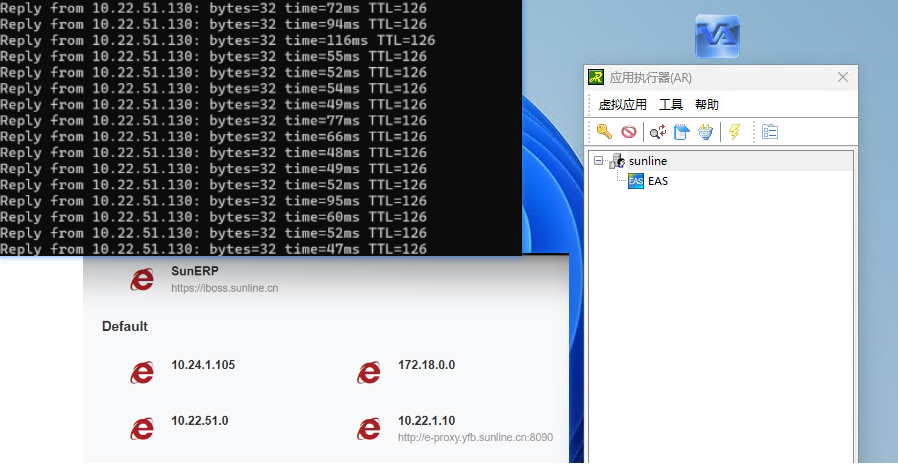 Reply from 10.22.51.130: bytes=32 time=72ms TTL=126
Reply from 10.22.51.130: bytes=32 time=94ms TTL=126
Reply from 10.22.51.130: bytes=32 time=116ms TTL=126
Reply from 10.22.51.130: bytes=32 time=55ms TTL=126
Reply from 10.22.51.130: bytes=32 time=52ms TTL=126
Reply from 10.22.51.130: bytes=32 time=54ms TTL=126
Reply from 10.22.51.130: bytes=32 time=49ms TTL=126
Reply from 10.22.51.130: bytes=32 time=77ms TTL=126
Reply from 10.22.51.130: bytes=32 time=66ms TTL=126
Reply from 10.22.51.130: bytes=32 time=48ms TTL=126
Reply from 10.22.51.130: bytes=32 time=49ms TTL=126
Reply from 10.22.51.130: bytes=32 time=52ms TTL=126
Reply from 10.22.51.130: bytes=32 time=95ms TTL=126
Reply from 10.22.51.130: bytes=32 time=60ms TTL=126
Reply from 10.22.51.130: bytes=32 time=52ms TTL=126
Reply from 10.22.51.130: bytes=32 time=47ms TTL=126
SunERP
https://iboss.sunline.cn
Default
10.24.1.105
172.18.0.0
10.22.51.0
10.22.1.10
http://e-proxy.yfb.sunline.cn:8090
VA
AR
应用执行器(AR)
虚拟应用 工具 帮助
sunline
EAS EAS